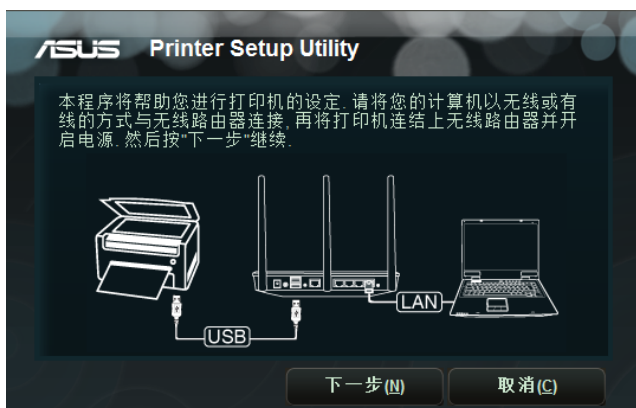 ASUS Printer Setup Utility
本程序将帮助您进行打印机的设定. 请将您的计算机以无线或有
线的方式与无线路由器连接, 再将打印机连结上无线路由器并开
启电源. 然后按"下一步"继续.
LAN
USB
下一步(N) 取消(C)